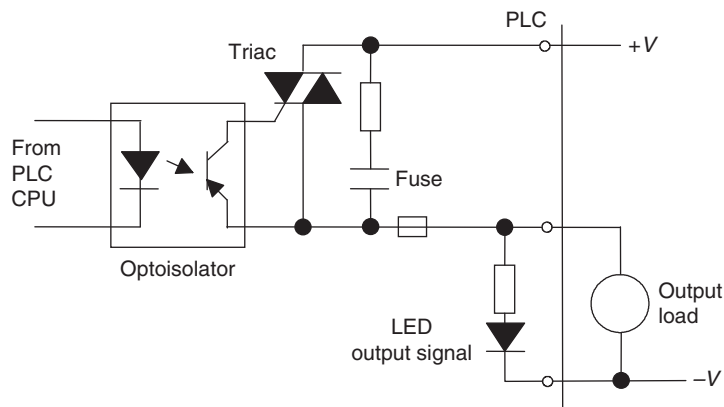 PLC
+V
Triac
From
PLC
CPU
Fuse
Optoisolator
LED
output signal
Output
load
–V